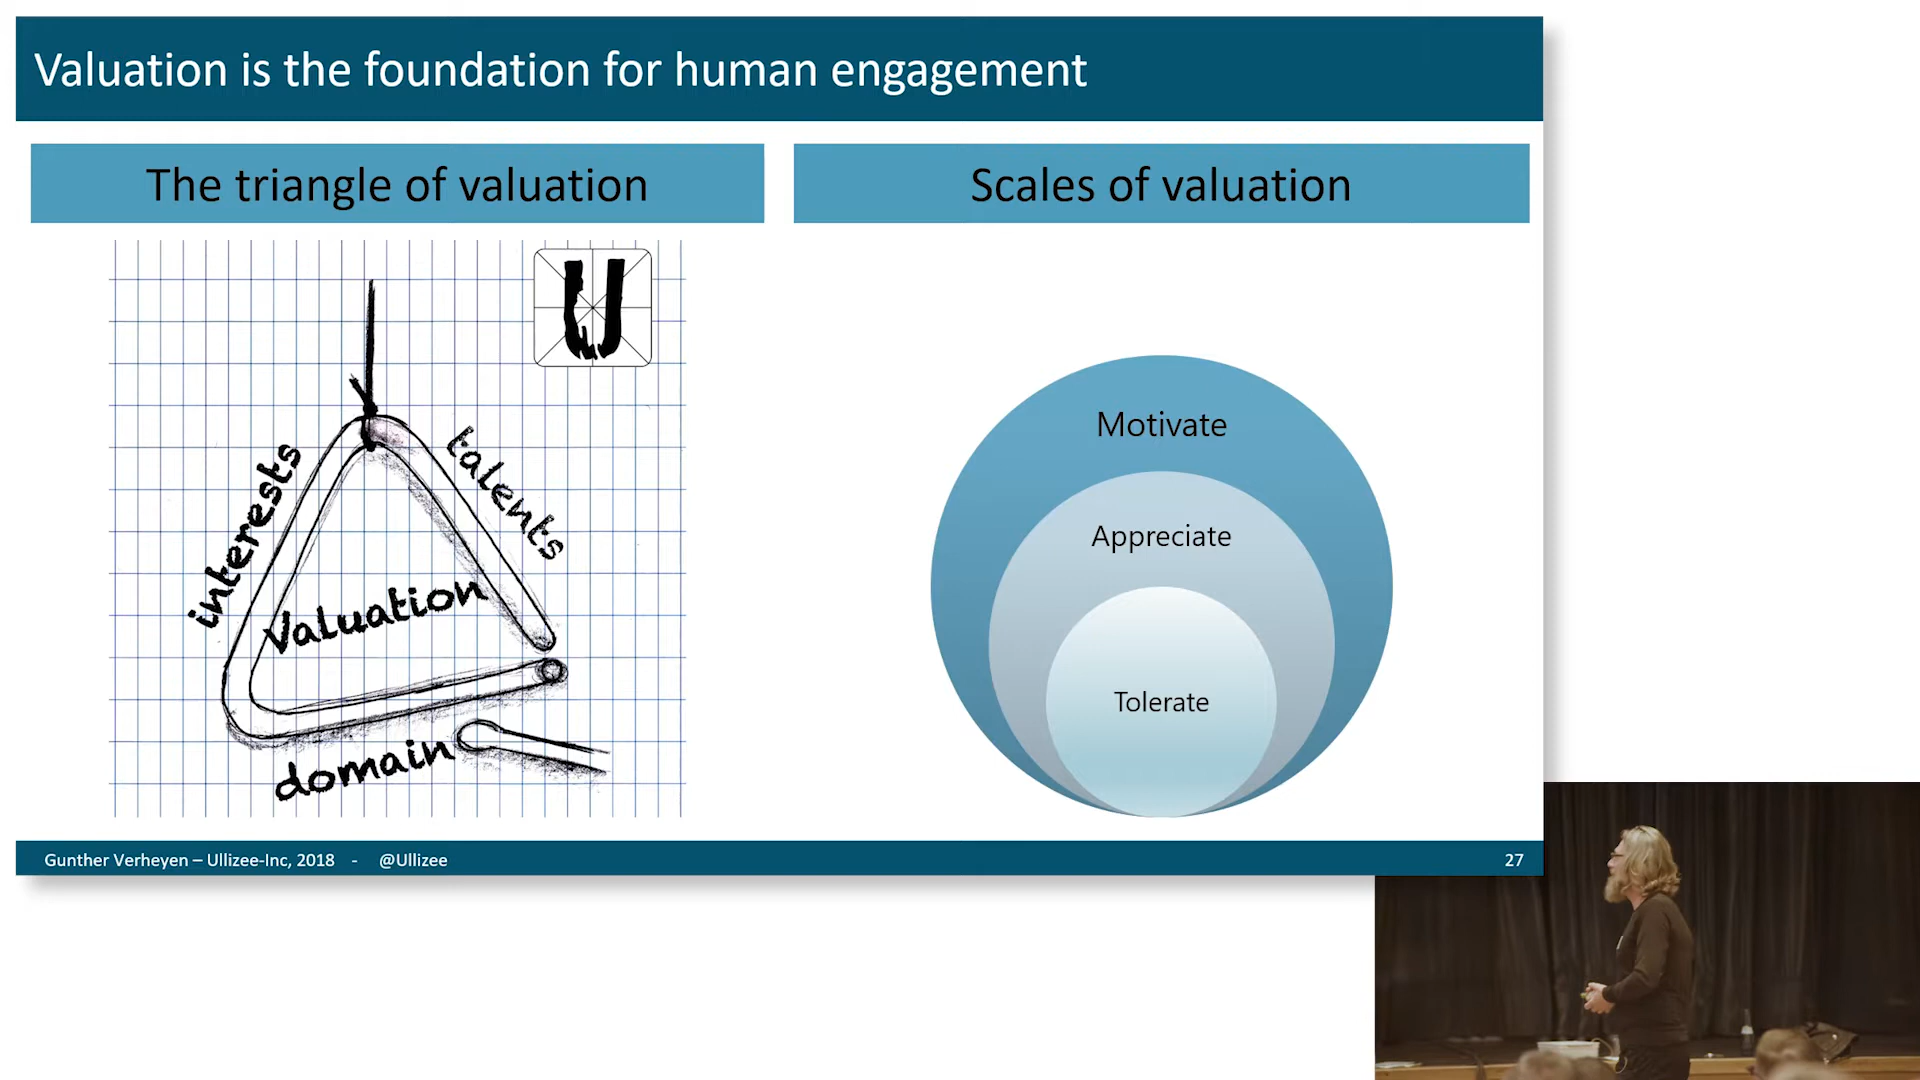 Valuation is the foundation for human engagement
The triangle of valuation
Scales of valuation
U
interests
talents
Valuation
domain
Motivate
Appreciate
Tolerate
Gunther Verheyen – Ullizee-Inc, 2018 - @Ullizee
27